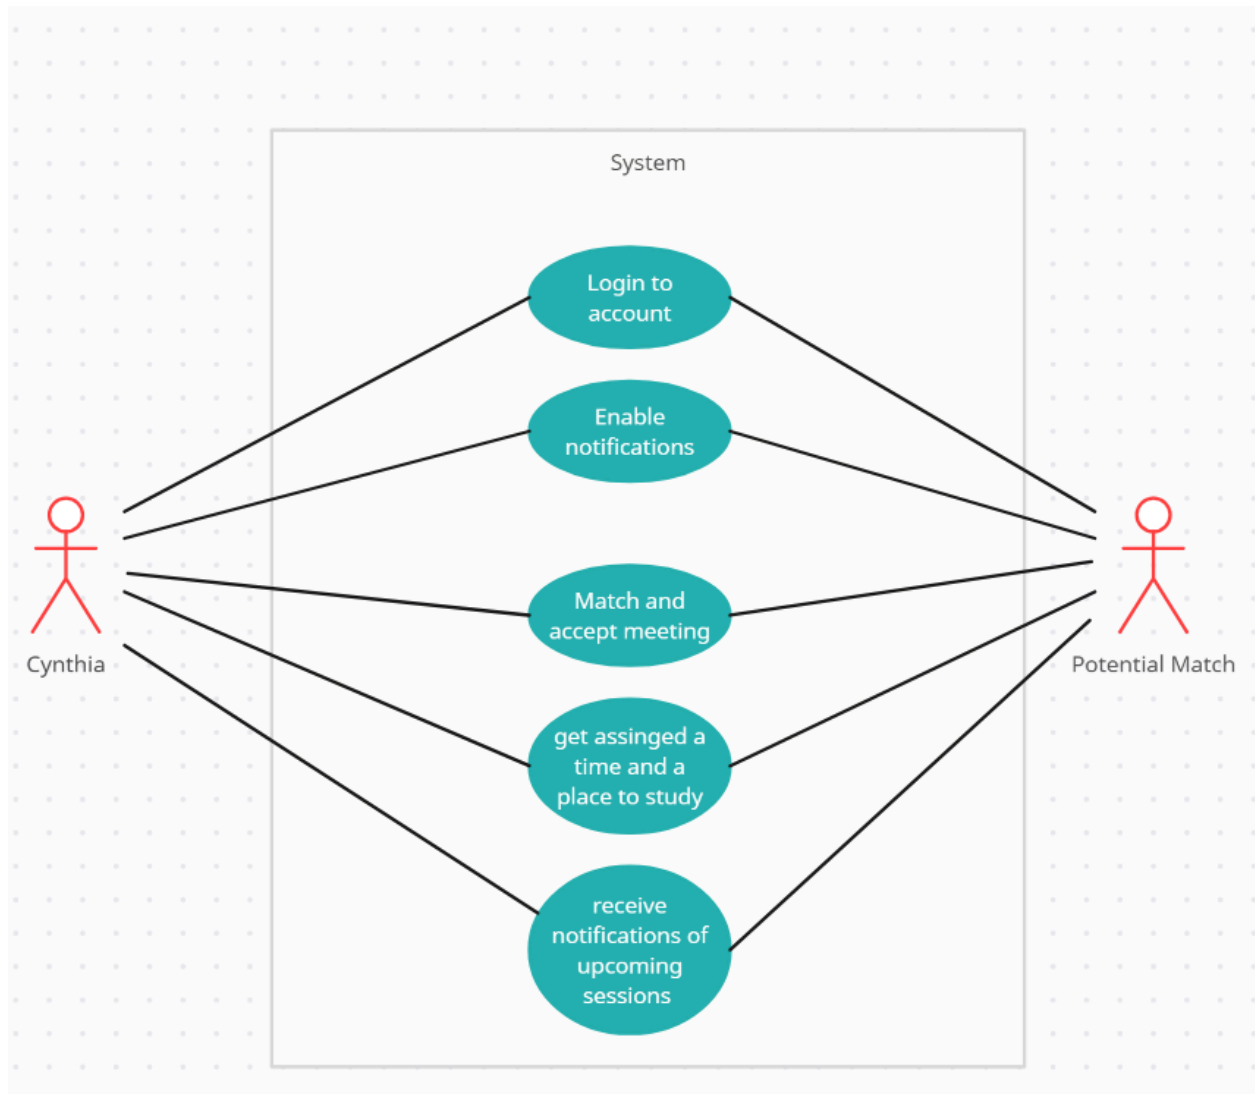 System
Login to
account
Enable
notifications
Match and
accept meeting
Cynthia
Potential Match
get assinged a
time and a
place to study
receive
notifications of
upcoming
sessions